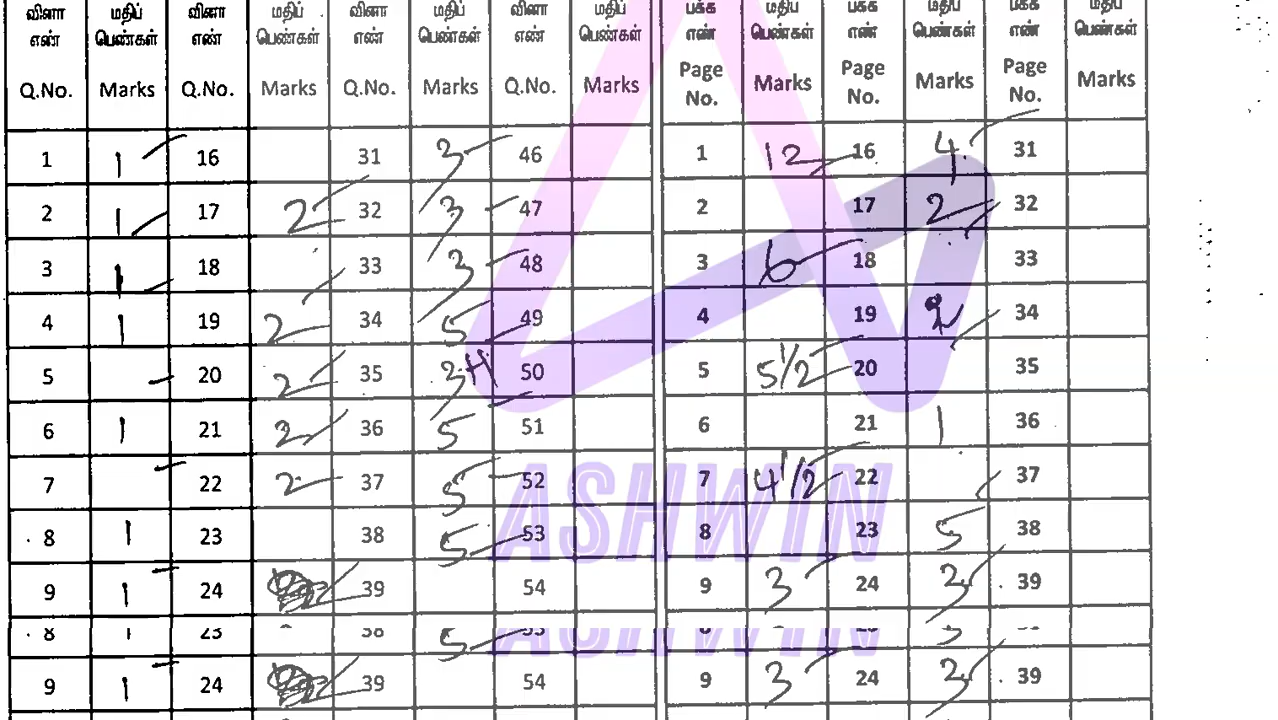 வினா மதிப் வினா மதிப் வினா மதிப் வினா மதிப் பக்க மதிப் பக்க மதிப் பக்க மதிப்
எண் பெண்கள் எண் பெண்கள் எண் பெண்கள் எண் பெண்கள் எண் பெண்கள் எண் பெண்கள் எண் பெண்கள்
Q.No. Marks Q.No. Marks Q.No. Marks Q.No. Marks Page No. Marks Page No. Marks Page No. Marks
1 1 16 31 3 46 1 12 16 4 31
2 1 17 2 32 3 47 2 17 2 32
3 1 18 33 3 48 3 6 18 33
4 1 19 2 34 5 49 4 19 2 34
5 20 2 35 3 50 5 5 1/2 20 35
6 1 21 2 36 5 51 6 21 1 36
7 22 2 37 5 52 7 4 1/2 22 37
8 1 23 38 5 53 8 23 5 38
9 1 24 39 54 9 3 24 3 39
9 1 24 39 54 9 3 24 3 39
ASHWIN